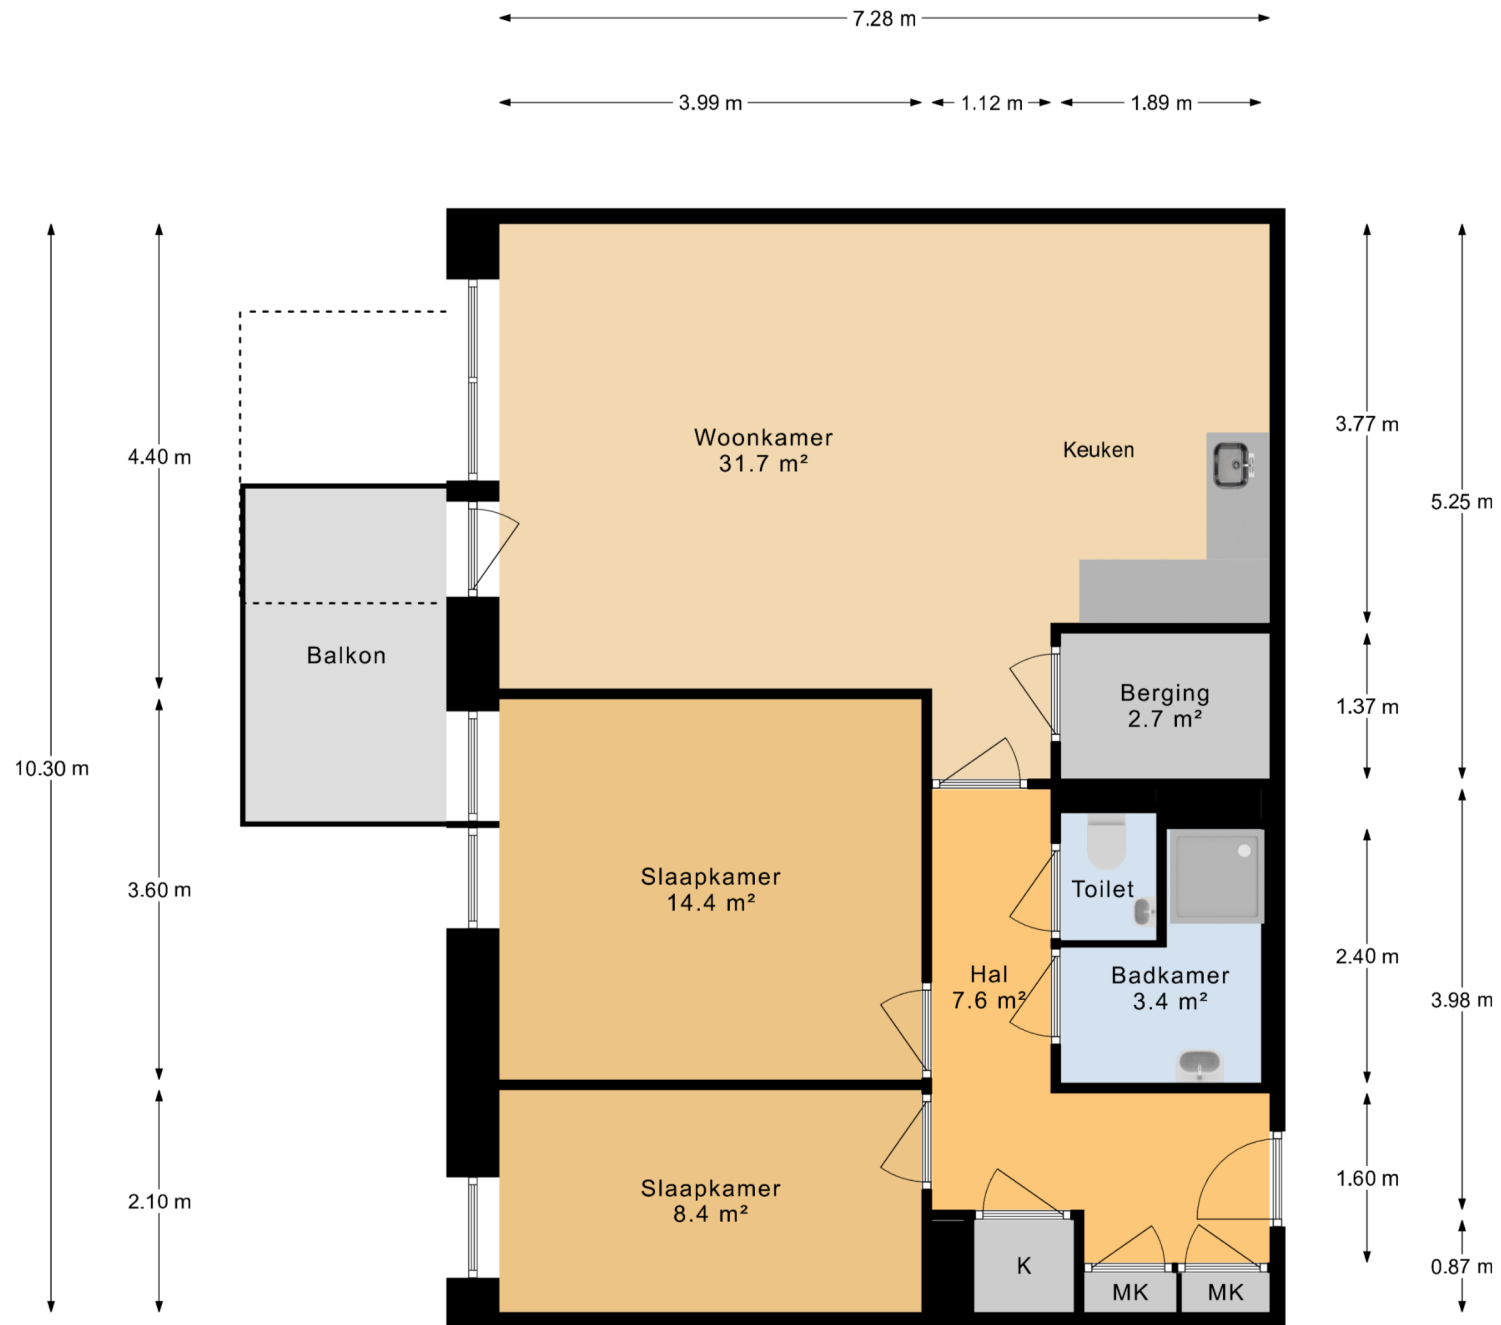 7.28 m
3.99 m
1.12 m
1.89 m
Woonkamer
31.7 m²
Keuken
3.77 m
4.40 m
5.25 m
Balkon
Berging
2.7 m²
1.37 m
10.30 m
Slaapkamer
14.4 m²
3.60 m
Toilet
Hal
7.6 m²
Badkamer
3.4 m²
2.40 m
3.98 m
Slaapkamer
8.4 m²
2.10 m
1.60 m
K
MK
MK
0.87 m